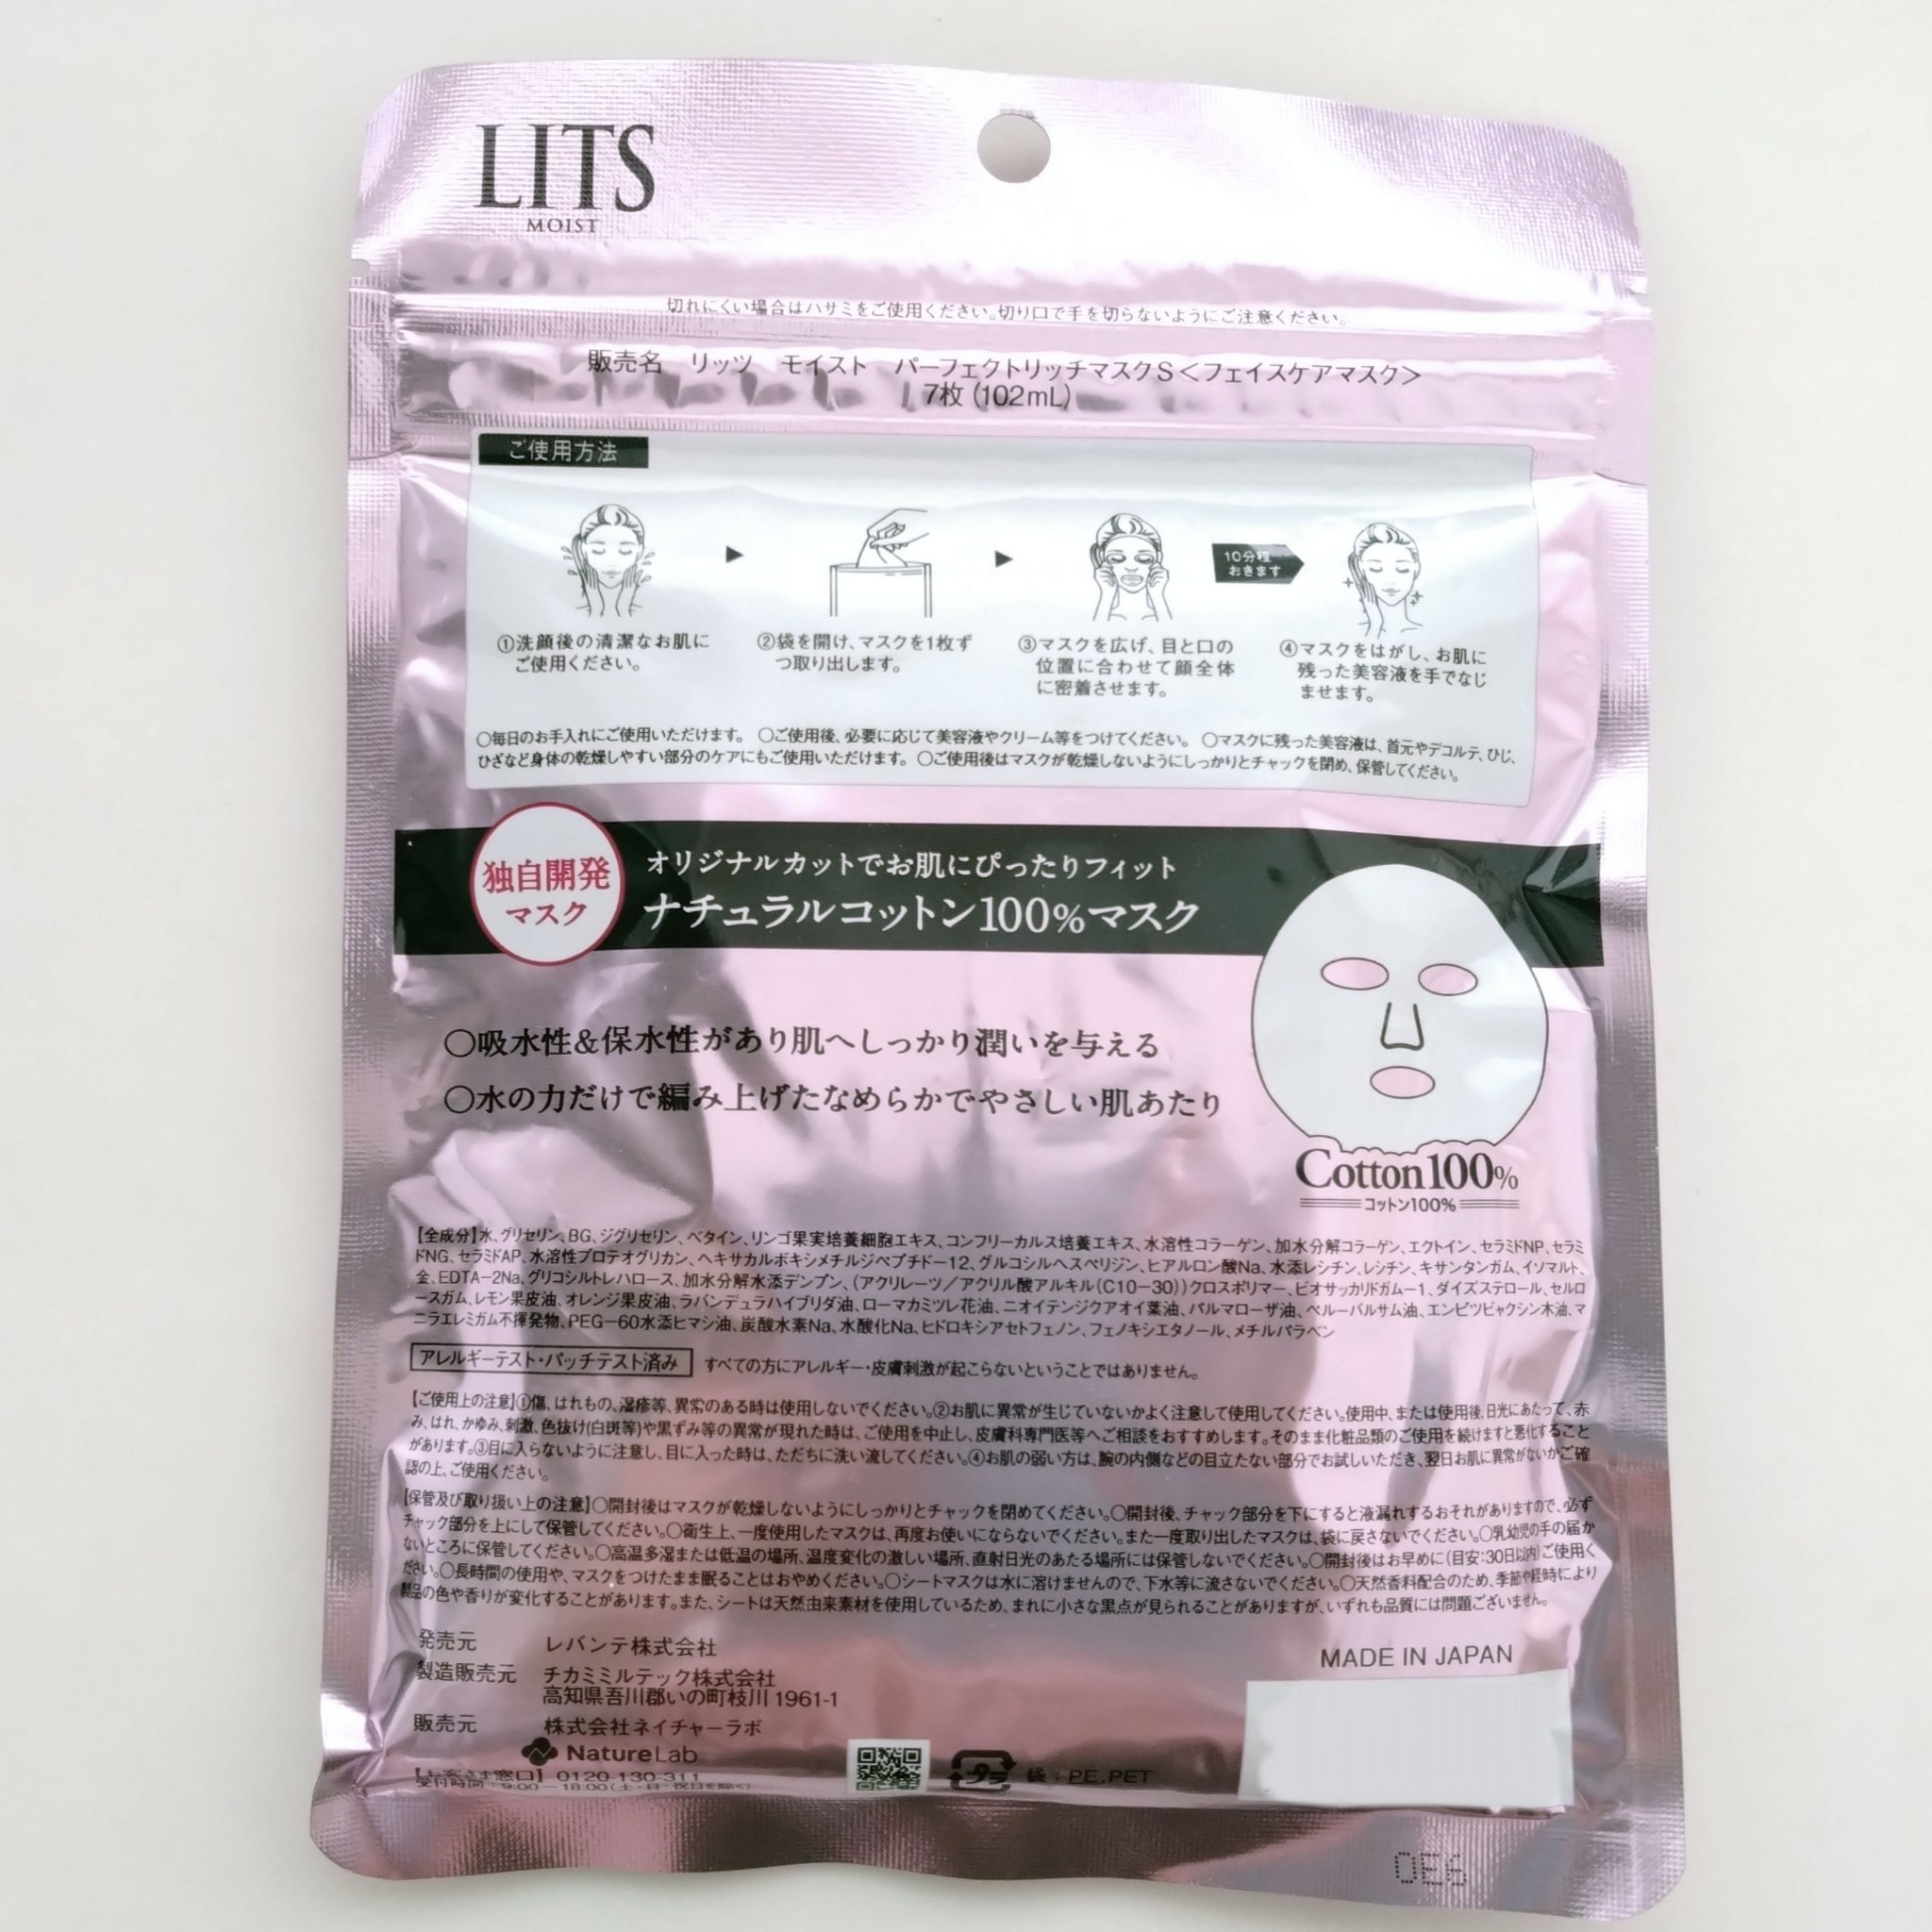 LITS
MOIST
切れにくい場合はハサミをご使用ください。切り口で手を切らないようにご注意ください。
販売名 リッツ モイスト パーフェクトリッチマスクS<フェイスケアマスク>
7枚(102mL)
ご使用方法
10分程
おきます
①洗顔後の清潔なお肌に
ご使用ください。
②袋を開け、マスクを1枚ず
つ取り出します。
③マスクを広げ、目と口の
位置に合わせて顔全体
に密着させます。
④マスクをはがし、お肌に
残った美容液を手でなじ
ませます。
○毎日のお手入れにご使用いただけます。 ○ご使用後、必要に応じて美容液やクリーム等をつけてください。 ○マスクに残った美容液は、首元やデコルテ、ひじ、
ひざなど身体の乾燥しやすい部分のケアにもご使用いただけます。 ○ご使用後はマスクが乾燥しないようにしっかりとチャックを閉め、保管してください。
独自開発
マスク
オリジナルカットでお肌にぴったりフィット
ナチュラルコットン100%マスク
○吸水性&保水性があり肌へしっかり潤いを与える
○水の力だけで編み上げたなめらかでやさしい肌あたり
Cotton100%
コットン100%
【全成分】水、グリセリン、BG、ジグリセリン、ベタイン、リンゴ果実培養細胞エキス、コンフリーカルス培養エキス、水溶性コラーゲン、加水分解コラーゲン、エクトイン、セラミドNP、セラミ
ドNG、セラミドAP、水溶性プロテオグリカン、ヘキサカルボキシメチルジペプチド-12、グルコシルヘスペリジン、ヒアルロン酸Na、水添レシチン、レシチン、キサンタンガム、イソマルト、
金、EDTA-2Na、グリコシルトレハロース、加水分解水添デンプン、(アクリレーツ/アクリル酸アルキル(C10-30))クロスポリマー、ビオサッカリドガム-1、ダイズステロール、セルロ
ースガム、レモン果皮油、オレンジ果皮油、ラバンデュラハイブリダ油、ローマカミツレ花油、ニオイテンジクアオイ葉油、パルマローザ油、ペルーバルサム油、エンピツビャクシン木油、マ
ニラエレミガム不揮発物、PEG-60水添ヒマシ油、炭酸水素Na、水酸化Na、ヒドロキシアセトフェノン、フェノキシエタノール、メチルパラベン
アレルギーテスト・パッチテスト済み すべての方にアレルギー・皮膚刺激が起こらないということではありません。
【ご使用上の注意】①傷、はれもの、湿疹等、異常のある時は使用しないでください。②お肌に異常が生じていないかよく注意して使用してください。使用中、または使用後、日光にあたって、赤
み、はれ、かゆみ、刺激、色抜け(白斑等)や黒ずみ等の異常が現れた時は、ご使用を中止し、皮膚科専門医等へご相談をおすすめします。そのまま化粧品類のご使用を続けますと悪化すること
があります。③目に入らないように注意し、目に入った時は、ただちに洗い流してください。④お肌の弱い方は、腕の内側などの目立たない部分でお試しいただき、翌日お肌に異常がないかご確
認の上、ご使用ください。
【保管及び取り扱い上の注意】○開封後はマスクが乾燥しないようにしっかりとチャックを閉めてください。○開封後、チャック部分を下にすると液漏れするおそれがありますので、必ず
チャック部分を上にして保管してください。○衛生上、一度使用したマスクは、再度お使いにならないでください。また一度取り出したマスクは、袋に戻さないでください。○乳幼児の手の届か
ないところに保管してください。○高温多湿または低温の場所、温度変化の激しい場所、直射日光のあたる場所には保管しないでください。○開封後はお早めに(目安:30日以内)ご使用く
ださい。○長時間の使用や、マスクをつけたまま眠ることはおやめください。○シートマスクは水に溶けませんので、下水等に流さないでください。○天然香料配合のため、季節や経時により
製品の色や香りが変化することがあります。また、シートは天然由来素材を使用しているため、まれに小さな黒点が見られることがありますが、いずれも品質には問題ございません。
発売元 レバンテ株式会社
製造販売元 チカミミルテック株式会社
高知県吾川郡いの町枝川 1961-1
販売元 株式会社ネイチャーラボ
NatureLab
【お客さま窓口】 0120-130-311
受付時間:9:00-18:00(土・日・祝日を除く)
MADE IN JAPAN
プラ 袋:PE,PET
0E6